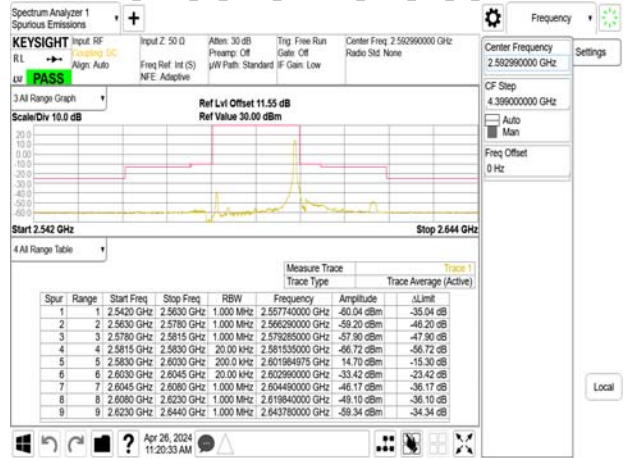 Spectrum Analyzer 1
Spurious Emissions
Frequency
KEYSIGHT Input: RF Input Z: 50 Ω Atten: 30 dB Trig: Free Run Center Freq: 2.592990000 GHz
RL Coupling: DC Preamp: Off Gate: Off Radio Std: None
Align: Auto Freq Ref: Int (S) µW Path: Standard IF Gain: Low
PASS NFE: Adaptive
Center Frequency
2.592990000 GHz
Settings
CF Step
4.399000000 GHz
Auto
Man
Freq Offset
0 Hz
3 All Range Graph
Ref Lvl Offset 11.55 dB
Scale/Div 10.0 dB Ref Value 30.00 dBm
20.0
10.0
0.00
-10.0
-20.0
-30.0
-40.0
-50.0
-60.0
Start 2.542 GHz Stop 2.644 GHz
4 All Range Table
Measure Trace Trace 1
Trace Type Trace Average (Active)
Spur Range Start Freq Stop Freq RBW Frequency Amplitude ΔLimit
1 1 2.5420 GHz 2.5630 GHz 1.000 MHz 2.557740000 GHz -60.04 dBm -35.04 dB
2 2 2.5630 GHz 2.5780 GHz 1.000 MHz 2.566290000 GHz -59.20 dBm -46.20 dB
3 3 2.5780 GHz 2.5815 GHz 1.000 MHz 2.579285000 GHz -57.90 dBm -47.90 dB
4 4 2.5815 GHz 2.5830 GHz 20.00 kHz 2.581535000 GHz -66.72 dBm -56.72 dB
5 5 2.5830 GHz 2.6030 GHz 200.0 kHz 2.601984975 GHz 14.70 dBm -15.30 dB
6 6 2.6030 GHz 2.6045 GHz 20.00 kHz 2.602990000 GHz -33.42 dBm -23.42 dB
7 7 2.6045 GHz 2.6080 GHz 1.000 MHz 2.604490000 GHz -46.17 dBm -36.17 dB
8 8 2.6080 GHz 2.6230 GHz 1.000 MHz 2.619840000 GHz -49.10 dBm -36.10 dB
9 9 2.6230 GHz 2.6440 GHz 1.000 MHz 2.643780000 GHz -59.34 dBm -34.34 dB
Local
Apr 26, 2024
11:20:33 AM